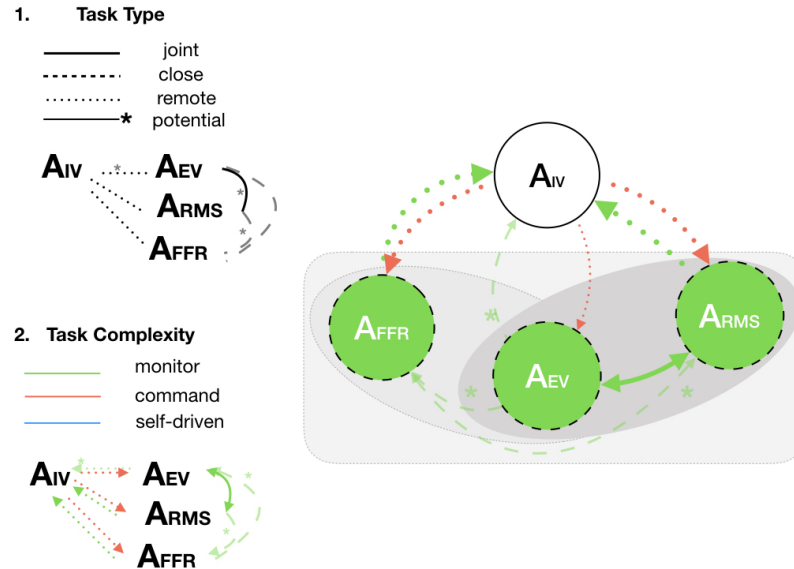 1. Task Type
joint
close
remote
* potential
AIV * AEV
*
ARMS
*
AFFR
2. Task Complexity
monitor
command
self-driven
*
AIV AEV
*
ARMS
*
AFFR
AIV
*
AFFR
ARMS
AEV
* *